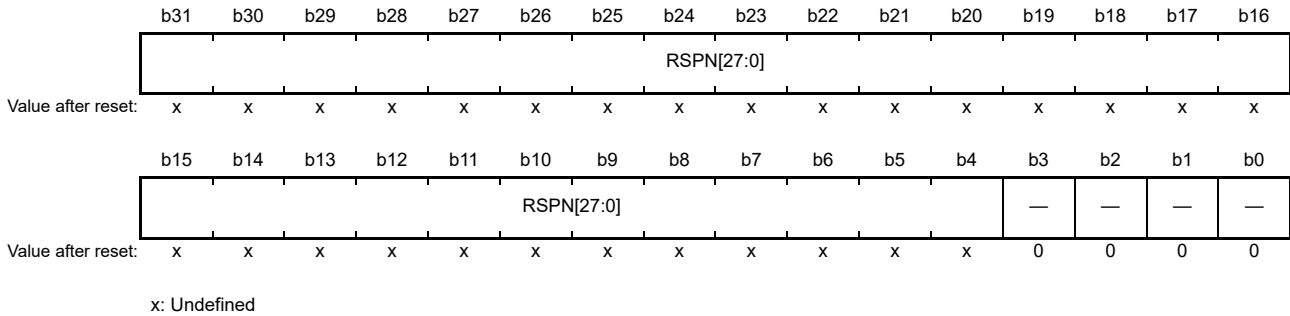 b31 b30 b29 b28 b27 b26 b25 b24 b23 b22 b21 b20 b19 b18 b17 b16
RSPN[27:0]
Value after reset: x x x x x x x x x x x x x x x x
b15 b14 b13 b12 b11 b10 b9 b8 b7 b6 b5 b4 b3 b2 b1 b0
RSPN[27:0] — — — —
Value after reset: x x x x x x x x x x x x 0 0 0 0
x: Undefined